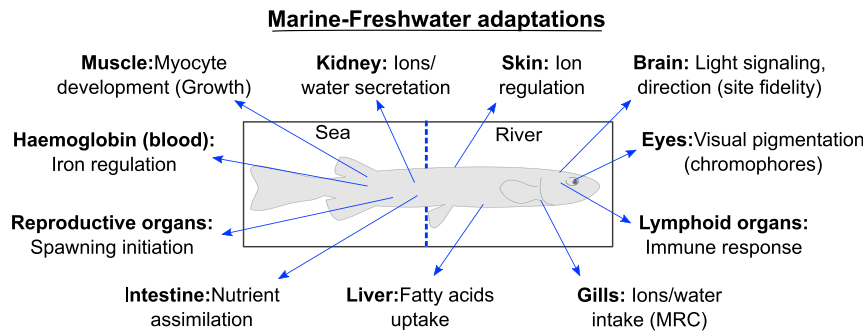 Marine-Freshwater adaptations
Muscle:Myocyte
development (Growth)
Kidney: Ions/
water secretion
Skin: Ion
regulation
Brain: Light signaling,
direction (site fidelity)
Sea
River
Haemoglobin (blood):
Iron regulation
Eyes:Visual pigmentation
(chromophores)
Reproductive organs:
Spawning initiation
Lymphoid organs:
Immune response
Intestine:Nutrient
assimilation
Liver:Fatty acids
uptake
Gills: Ions/water
intake (MRC)